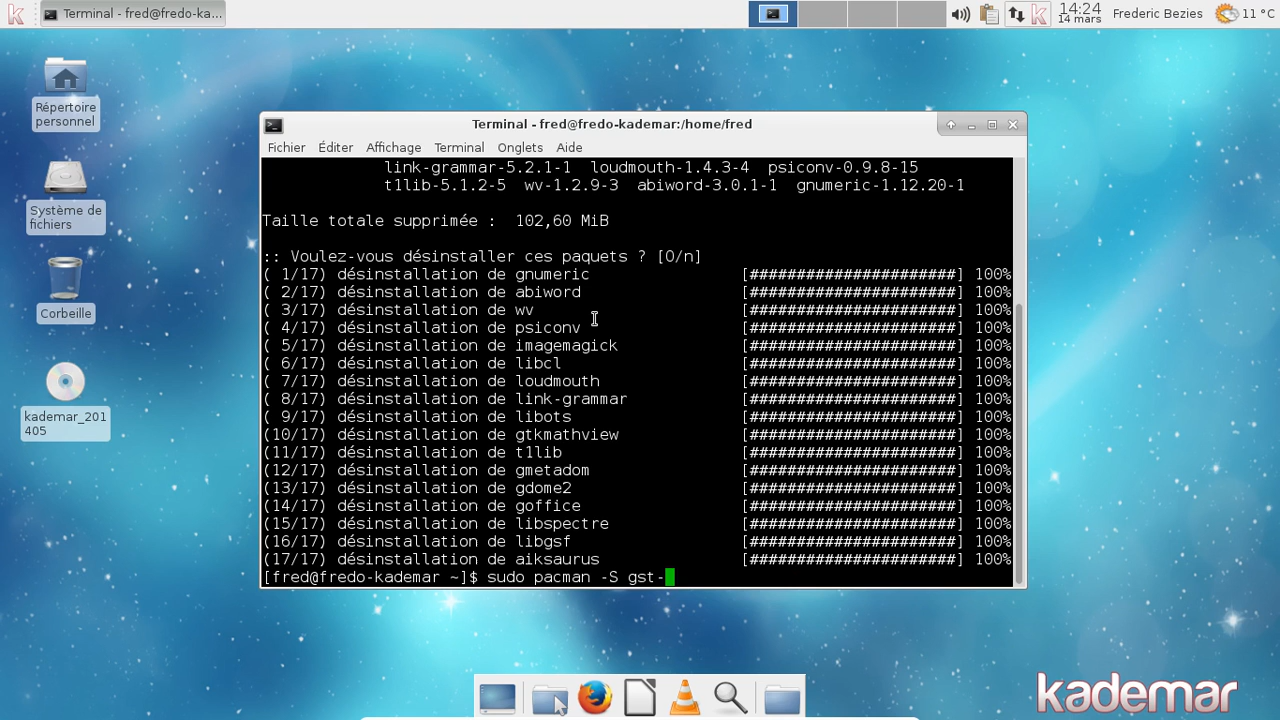 Terminal - fred@fredo-ka...
14:24
14 mars
Frederic Bezies
11 °C
Répertoire
personnel
Système de
fichiers
Corbeille
kademar_201
405
Terminal - fred@fredo-kademar:/home/fred
Fichier Éditer Affichage Terminal Onglets Aide
link-grammar-5.2.1-1 loudmouth-1.4.3-4 psiconv-0.9.8-15
t1lib-5.1.2-5 wv-1.2.9-3 abiword-3.0.1-1 gnumeric-1.12.20-1
Taille totale supprimée : 102,60 MiB
:: Voulez-vous désinstaller ces paquets ? [O/n]
( 1/17) désinstallation de gnumeric [######################] 100%
( 2/17) désinstallation de abiword [######################] 100%
( 3/17) désinstallation de wv [######################] 100%
( 4/17) désinstallation de psiconv [######################] 100%
( 5/17) désinstallation de imagemagick [######################] 100%
( 6/17) désinstallation de libcl [######################] 100%
( 7/17) désinstallation de loudmouth [######################] 100%
( 8/17) désinstallation de link-grammar [######################] 100%
( 9/17) désinstallation de libots [######################] 100%
(10/17) désinstallation de gtkmathview [######################] 100%
(11/17) désinstallation de t1lib [######################] 100%
(12/17) désinstallation de gmetadom [######################] 100%
(13/17) désinstallation de gdome2 [######################] 100%
(14/17) désinstallation de goffice [######################] 100%
(15/17) désinstallation de libspectre [######################] 100%
(16/17) désinstallation de libgsf [######################] 100%
(17/17) désinstallation de aiksaurus [######################] 100%
[fred@fredo-kademar ~]$ sudo pacman -S gst-
kademar